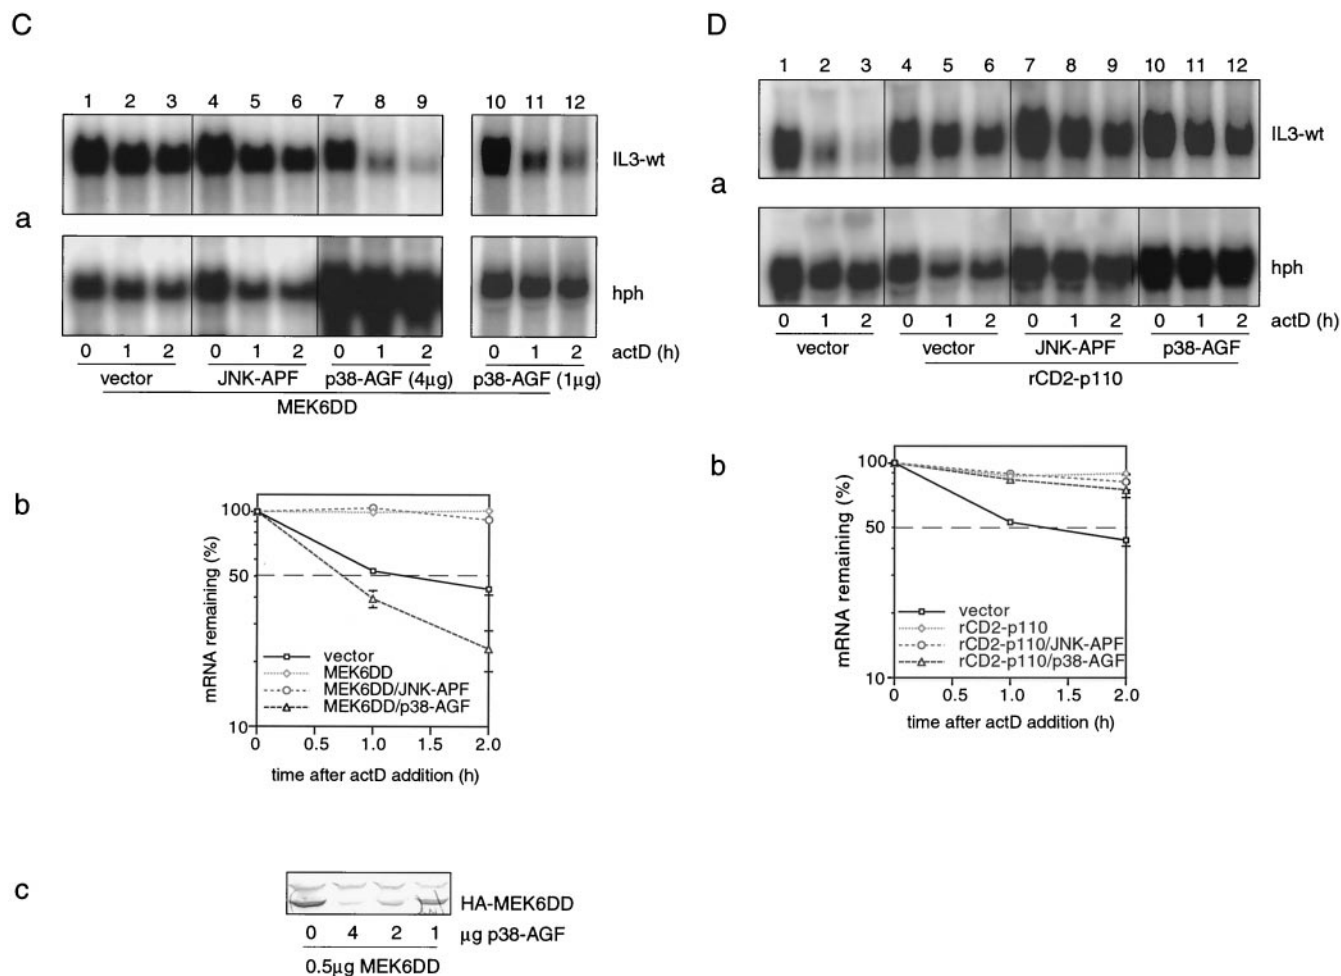 C
1 2 3 4 5 6 7 8 9 10 11 12
IL3-wt
a
hph
0 1 2 0 1 2 0 1 2 actD (h) 0 1 2
vector JNK-APF p38-AGF (4µg) p38-AGF (1µg)
MEK6DD
b
mRNA remaining (%)
100
50
10
vector
MEK6DD
MEK6DD/JNK-APF
MEK6DD/p38-AGF
0 0.5 1.0 1.5 2.0
time after actD addition (h)
c
HA-MEK6DD
0 4 2 1 µg p38-AGF
0.5µg MEK6DD
D
1 2 3 4 5 6 7 8 9 10 11 12
IL3-wt
a
hph
0 1 2 0 1 2 0 1 2 0 1 2 actD (h)
vector vector JNK-APF p38-AGF
rCD2-p110
b
mRNA remaining (%)
100
50
10
vector
rCD2-p110
rCD2-p110/JNK-APF
rCD2-p110/p38-AGF
0 0.5 1.0 1.5 2.0
time after actD addition (h)